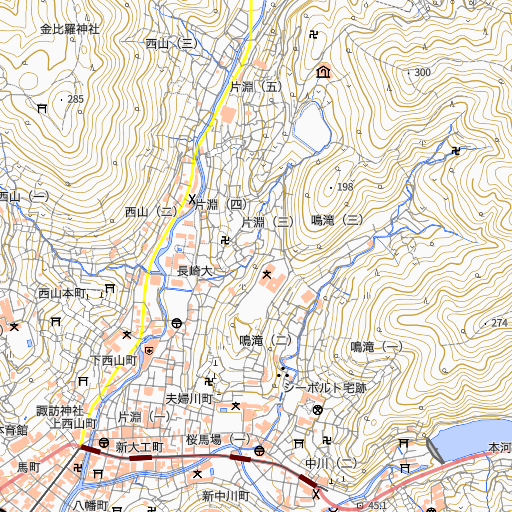 金比羅神社
西山（三）
300
片淵（五）
285
198
西山（一）
片淵（四）
西山（二）
片淵（三）
鳴滝（三）
長崎大
西山本町
274
鳴滝（二）
鳴滝（一）
下西山町
シーボルト宅跡
夫婦川町
諏訪神社
片淵（一）
上西山町
体育館
桜馬場（一）
新大工町
本河
馬町
中川（二）
新中川町
八幡町
45.1